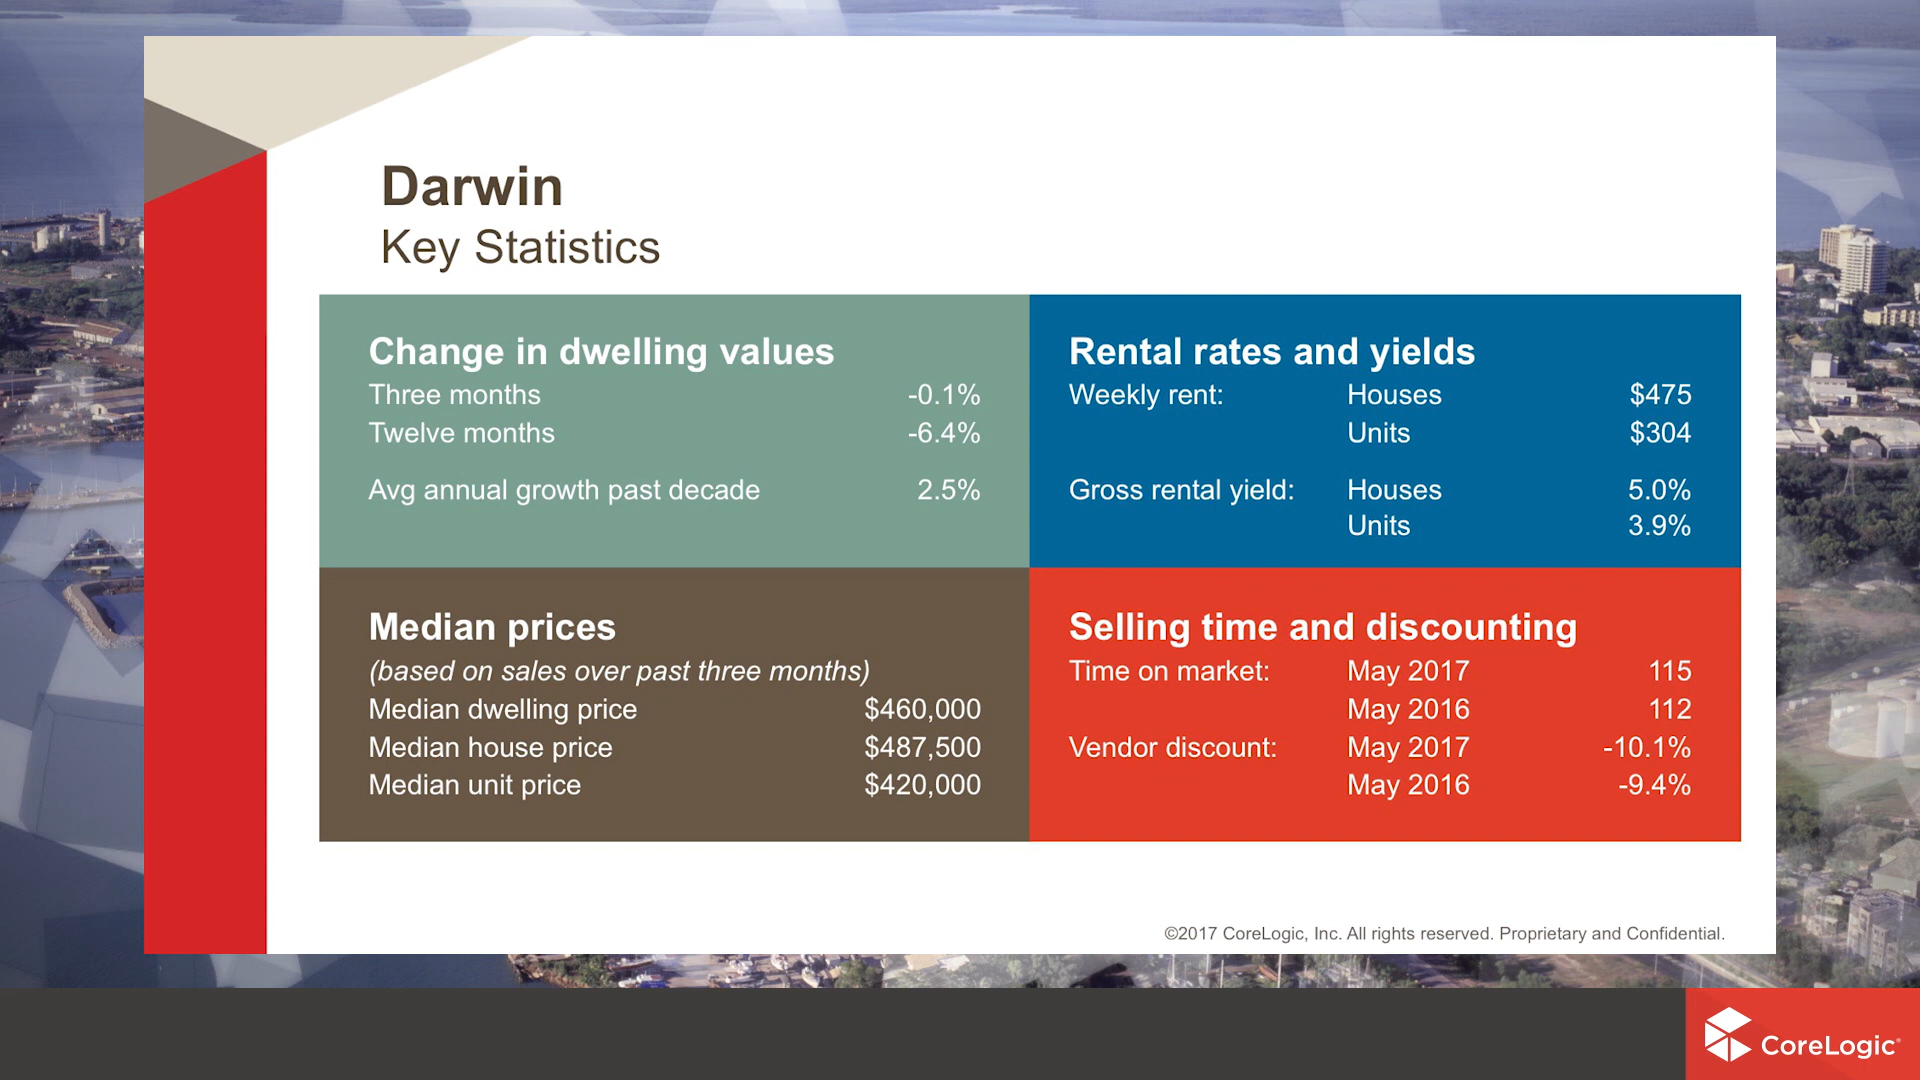 Darwin
Key Statistics
Change in dwelling values
Three months -0.1%
Twelve months -6.4%
Avg annual growth past decade 2.5%
Rental rates and yields
Weekly rent: Houses $475
Units $304
Gross rental yield: Houses 5.0%
Units 3.9%
Median prices
(based on sales over past three months)
Median dwelling price $460,000
Median house price $487,500
Median unit price $420,000
Selling time and discounting
Time on market: May 2017 115
May 2016 112
Vendor discount: May 2017 -10.1%
May 2016 -9.4%
©2017 CoreLogic, Inc. All rights reserved. Proprietary and Confidential.
CoreLogic